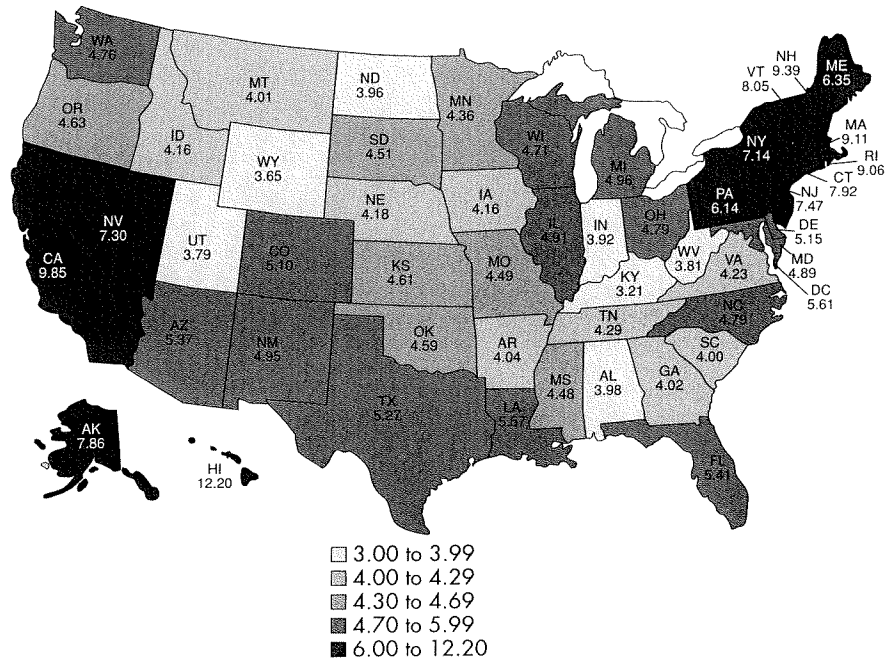 WA
4.76
MT
4.01
ND
3.96
MN
4.36
VT
8.05
NH
9.39
ME
6.35
OR
4.63
ID
4.16
WY
3.65
SD
4.51
WI
4.71
MI
4.96
NY
7.14
MA
9.11
RI
9.06
CT
7.92
NJ
7.47
PA
6.14
NV
7.30
CA
9.85
UT
3.79
CO
5.10
NE
4.18
IA
4.16
IL
4.91
IN
3.92
OH
4.79
WV
3.81
DE
5.15
MD
4.89
DC
5.61
VA
4.23
KS
4.61
MO
4.49
KY
3.21
AZ
5.37
NM
4.95
OK
4.59
AR
4.04
TN
4.29
NC
SC
4.00
MS
4.48
AL
3.98
GA
4.02
TX
5.27
LA
5.57
FL
5.41
AK
7.86
HI
12.20
3.00 to 3.99
4.00 to 4.29
4.30 to 4.69
4.70 to 5.99
6.00 to 12.20